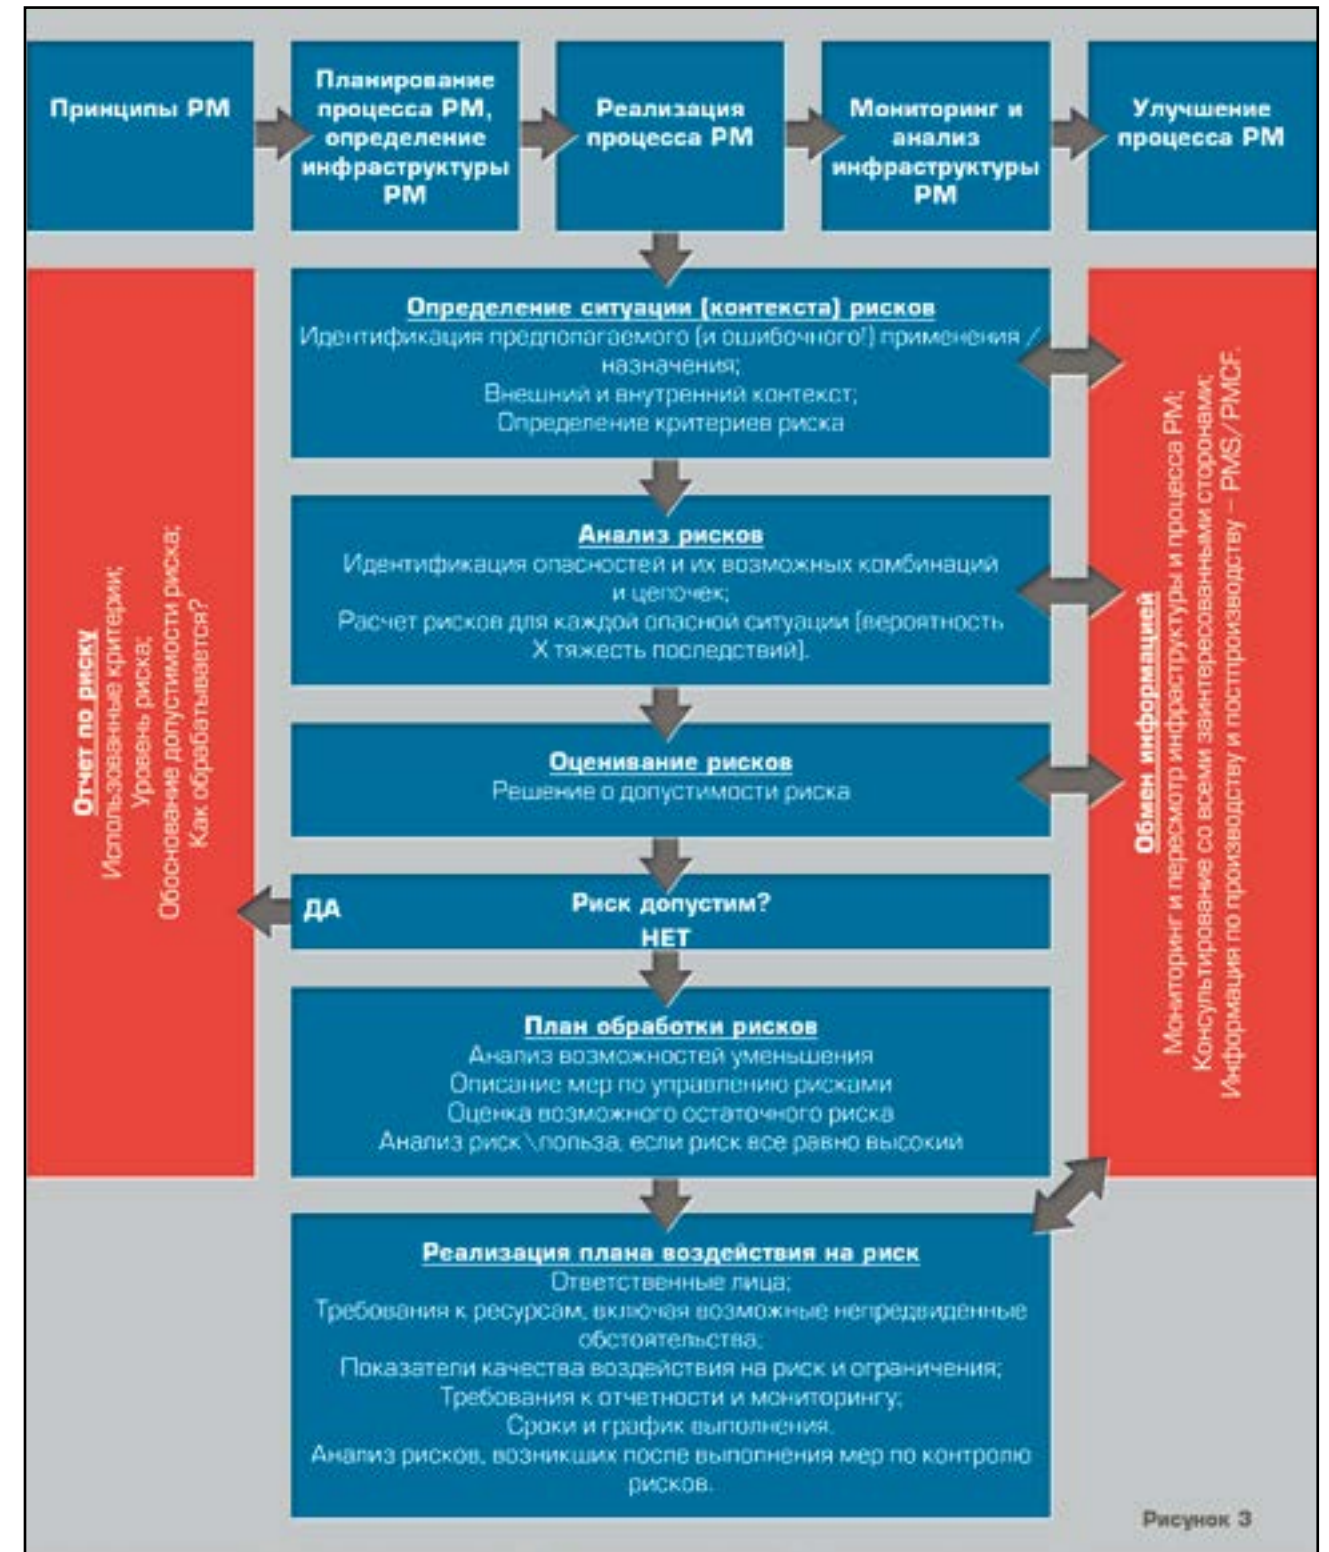 Принципы РМ
Планирование
процесса РМ,
определение
инфраструктуры
РМ
Реализация
процесса РМ
Мониторинг и
анализ
инфраструктуры
РМ
Улучшение
процесса РМ
Определение ситуации (контекста) рисков
Идентификация предполагаемого (и ошибочного!) применения /
назначения;
Внешний и внутренний контекст;
Определение критериев риска
Анализ рисков
Идентификация опасностей и их возможных комбинаций
и цепочек;
Расчет рисков для каждой опасной ситуации (вероятность
Х тяжесть последствий).
Оценивание рисков
Решение о допустимости риска
ДА
Риск допустим?
НЕТ
План обработки рисков
Анализ возможностей уменьшения
Описание мер по управлению рисками
Оценка возможного остаточного риска
Анализ риск\польза, если риск все равно высокий
Реализация плана воздействия на риск
Ответственные лица;
Требования к ресурсам, включая возможные непредвиденные
обстоятельства;
Показатели качества воздействия на риск и ограничения;
Требования к отчетности и мониторингу;
Сроки и график выполнения.
Анализ рисков, возникших после выполнения мер по контролю
рисков.
Отчет по риску
Использованные критерии;
Уровень риска;
Обоснование допустимости риска;
Как обрабатывается?
Обмен информацией
Мониторинг и пересмотр инфраструктуры и процесса РМ;
Консультирование со всеми заинтересованными сторонами;
Информация по производству и постпроизводству – PMS/PMCF.
Рисунок 3